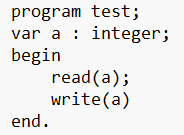 program test;
var a : integer;
begin
    read(a);
    write(a)
end.